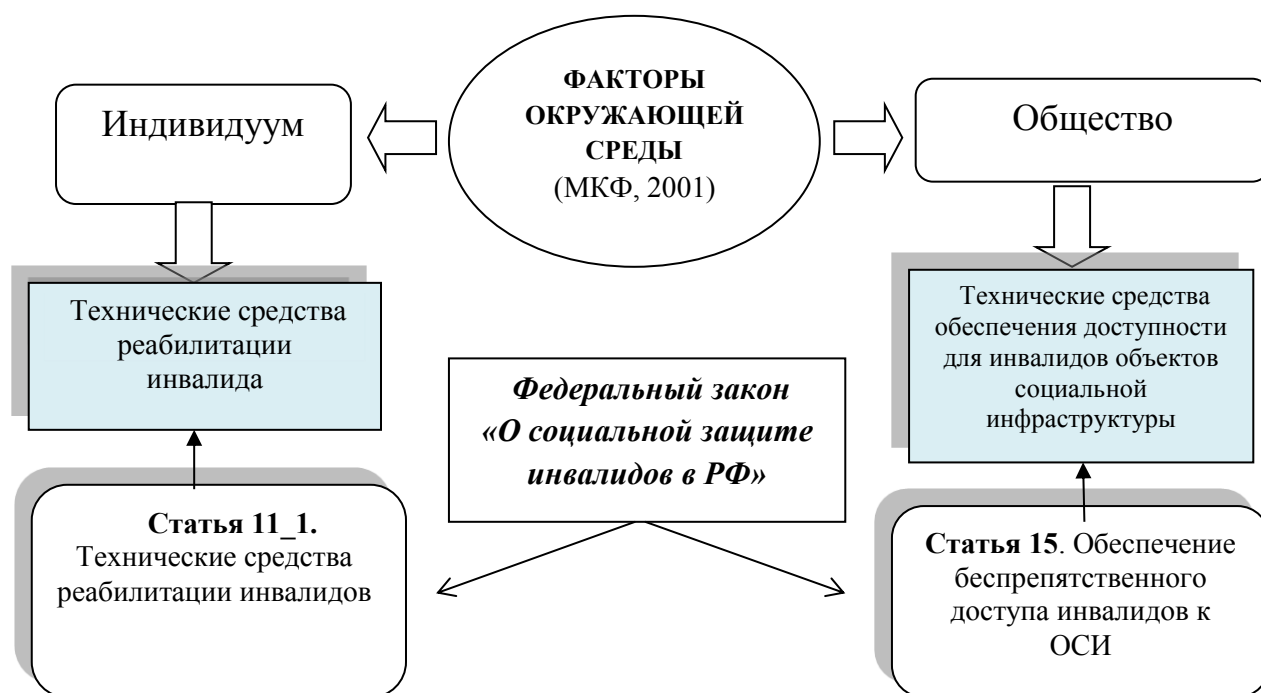 ФАКТОРЫ
ОКРУЖАЮЩЕЙ
СРЕДЫ
(МКФ, 2001)
Индивидуум
Общество
Технические средства
реабилитации
инвалида
Технические средства
обеспечения доступности
для инвалидов объектов
социальной
инфраструктуры
Федеральный закон
«О социальной защите
инвалидов в РФ»
Статья 11_1.
Технические средства
реабилитации инвалидов
Статья 15. Обеспечение
беспрепятственного
доступа инвалидов к
ОСИ